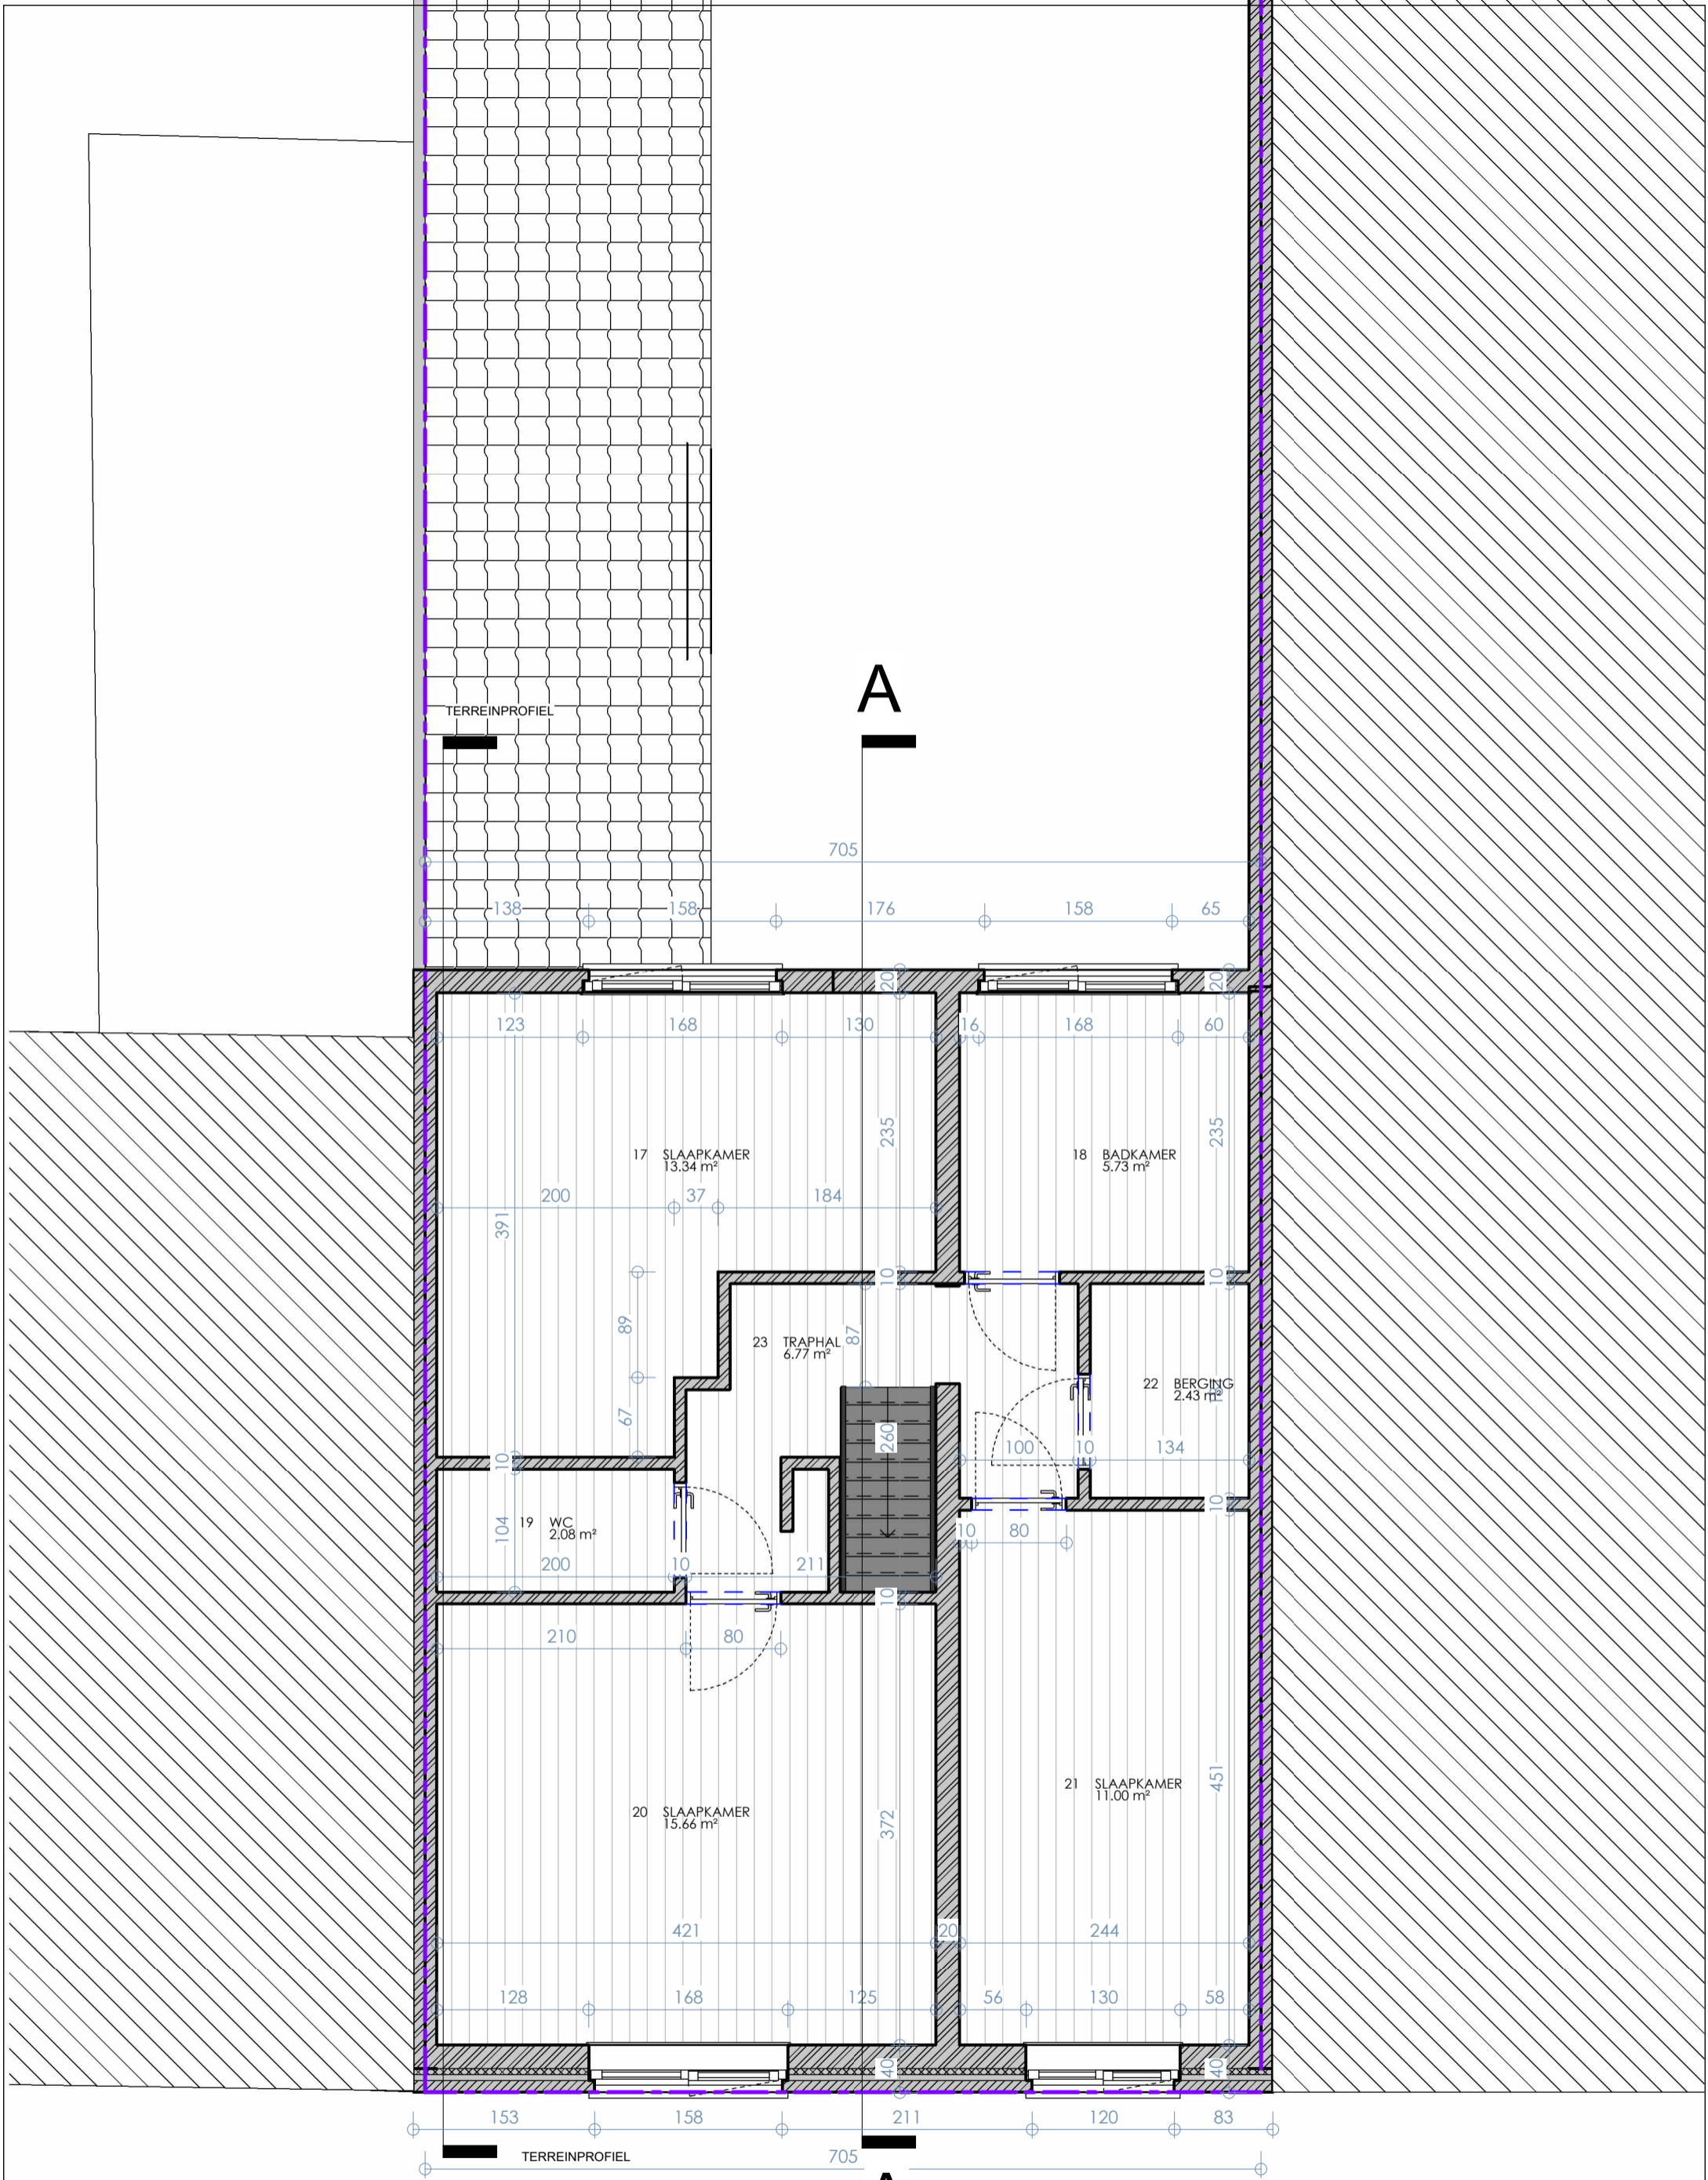 A
TERREINPROFIEL
705
138 158 176 158 65
20 20
123 168 130 16 168 60
235 235
17 SLAAPKAMER
13.34 m²
18 BADKAMER
5.73 m²
200 37 184
391
10 10
89
87
23 TRAPHAL
6.77 m²
22 BERGING
2.43 m²
67
260
100 10 134
10
10
19 WC
2.08 m²
104
10 80
200 10 211
10
210 80
21 SLAAPKAMER
11.00 m²
451
20 SLAAPKAMER
15.66 m²
372
421 20 244
128 168 125 56 130 58
40 40
153 158 211 120 83
TERREINPROFIEL
705